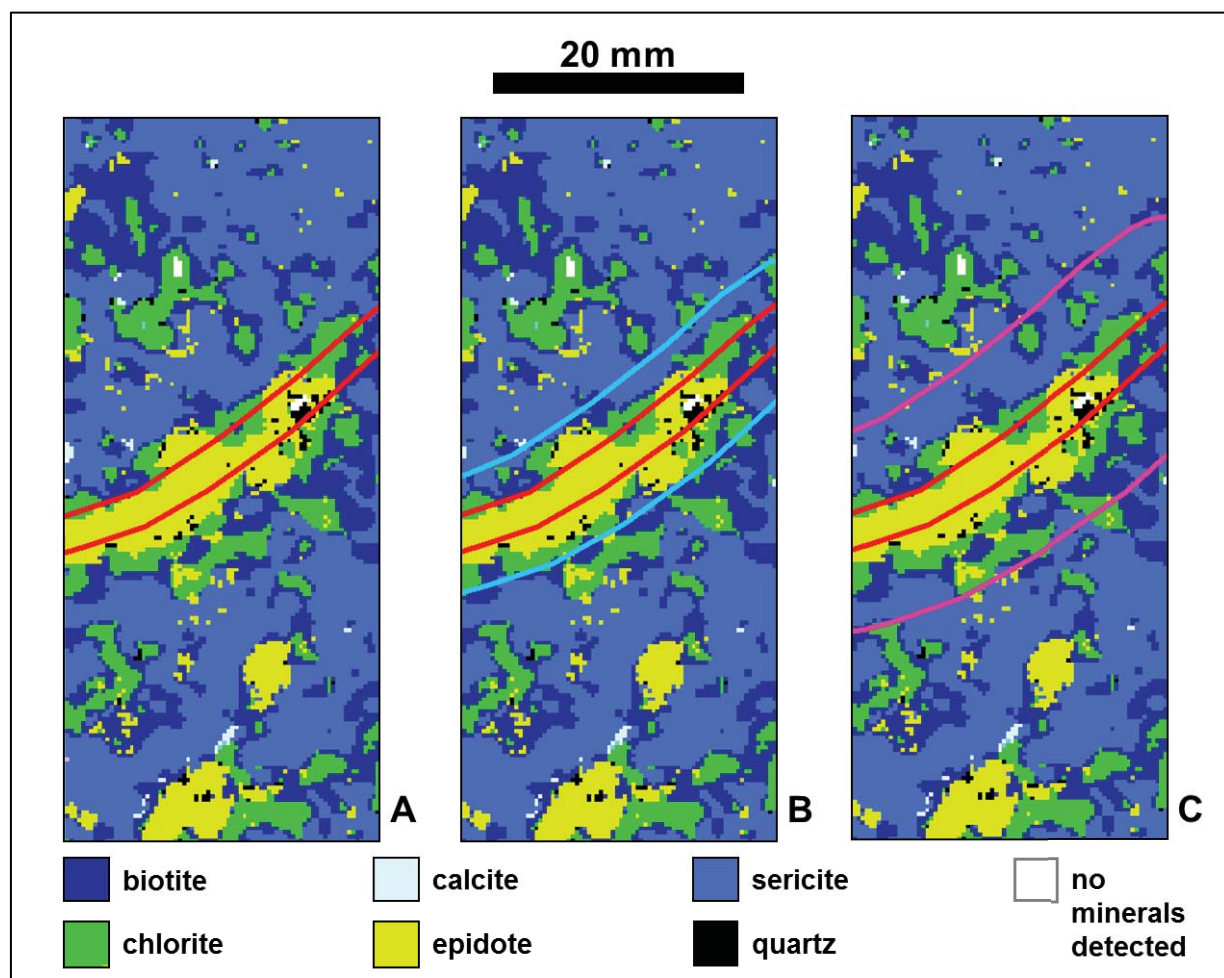 20 mm
A
B
C
biotite
calcite
sericite
no
minerals
detected
chlorite
epidote
quartz